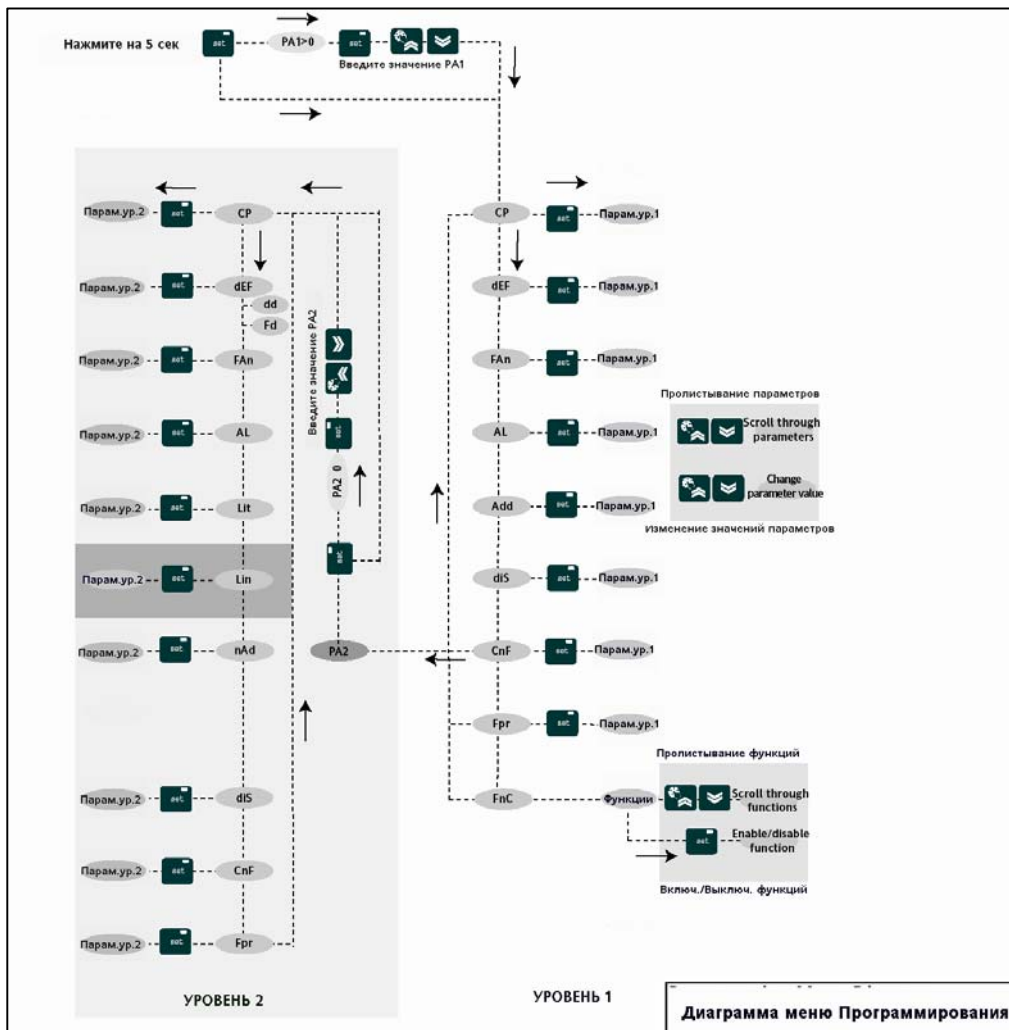 Нажмите на 5 сек
set
PA1>0
set
Введите значение PA1
Парам.ур.2 set CP
CP set Парам.ур.1
Парам.ур.2 set dEF
dEF set Парам.ур.1
dd
Fd
Парам.ур.2 set FAn
FAn set Парам.ур.1
Парам.ур.2 set AL
AL set Парам.ур.1
Парам.ур.2 set Lit
Add set Парам.ур.1
Парам.ур.2 set Lin
diS set Парам.ур.1
Парам.ур.2 set nAd
CnF set Парам.ур.1
Fpr set Парам.ур.1
Парам.ур.2 set diS
FnC Функции
Парам.ур.2 set CnF
Парам.ур.2 set Fpr
Введите значение PA2
set
PA2 0
set
PA2
Пролистывание параметров
Scroll through
parameters
Change
parameter value
Изменение значений параметров
Пролистывание функций
Scroll through
functions
set
Enable/disable
function
Включ./Выключ. функций
УРОВЕНЬ 2
УРОВЕНЬ 1
Диаграмма меню Программирования